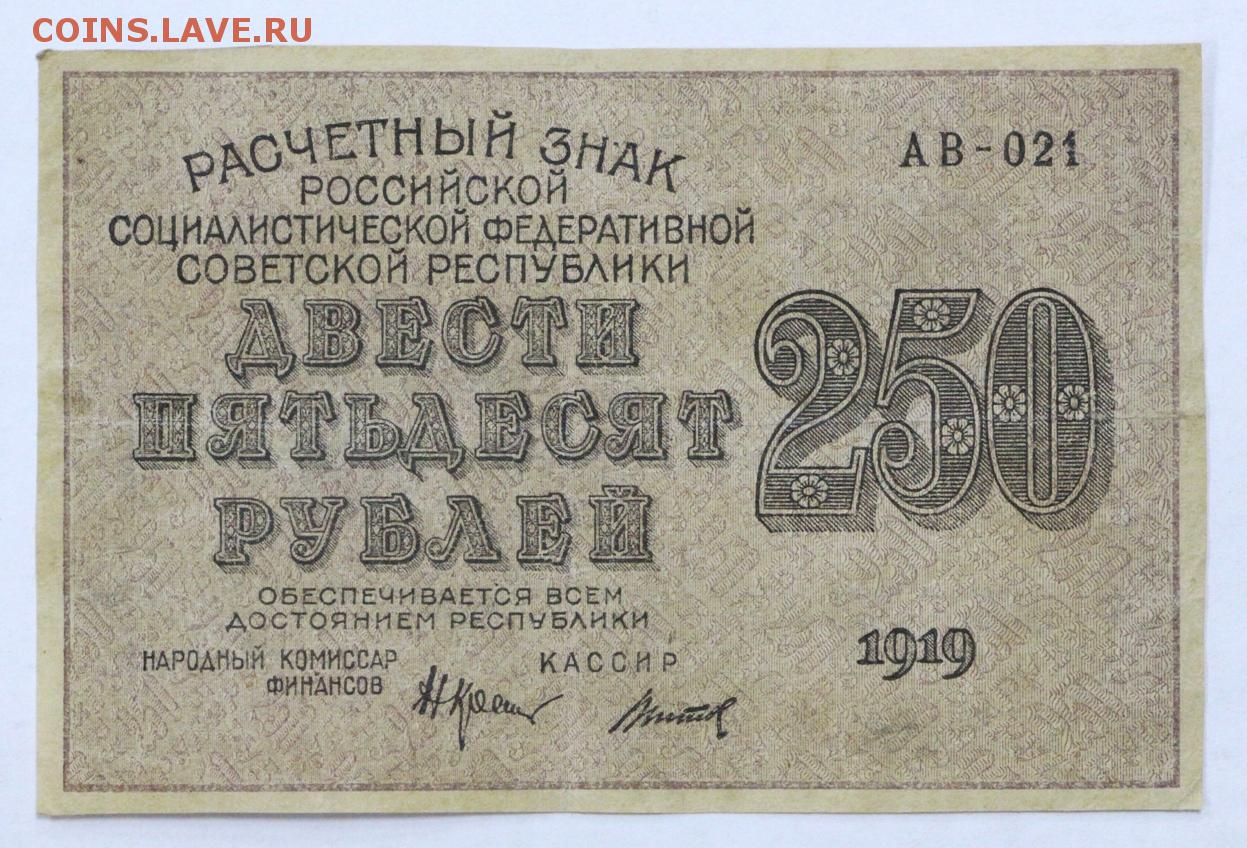 COINS.LAVE.RU
РАСЧЕТНЫЙ ЗНАК
РОССИЙСКОЙ
СОЦИАЛИСТИЧЕСКОЙ ФЕДЕРАТИВНОЙ
СОВЕТСКОЙ РЕСПУБЛИКИ
АВ-021
ДВЕСТИ
ПЯТЬДЕСЯТ
РУБЛЕЙ
250
ОБЕСПЕЧИВАЕТСЯ ВСЕМ
ДОСТОЯНИЕМ РЕСПУБЛИКИ
НАРОДНЫЙ КОМИССАР
ФИНАНСОВ
КАССИР
1919